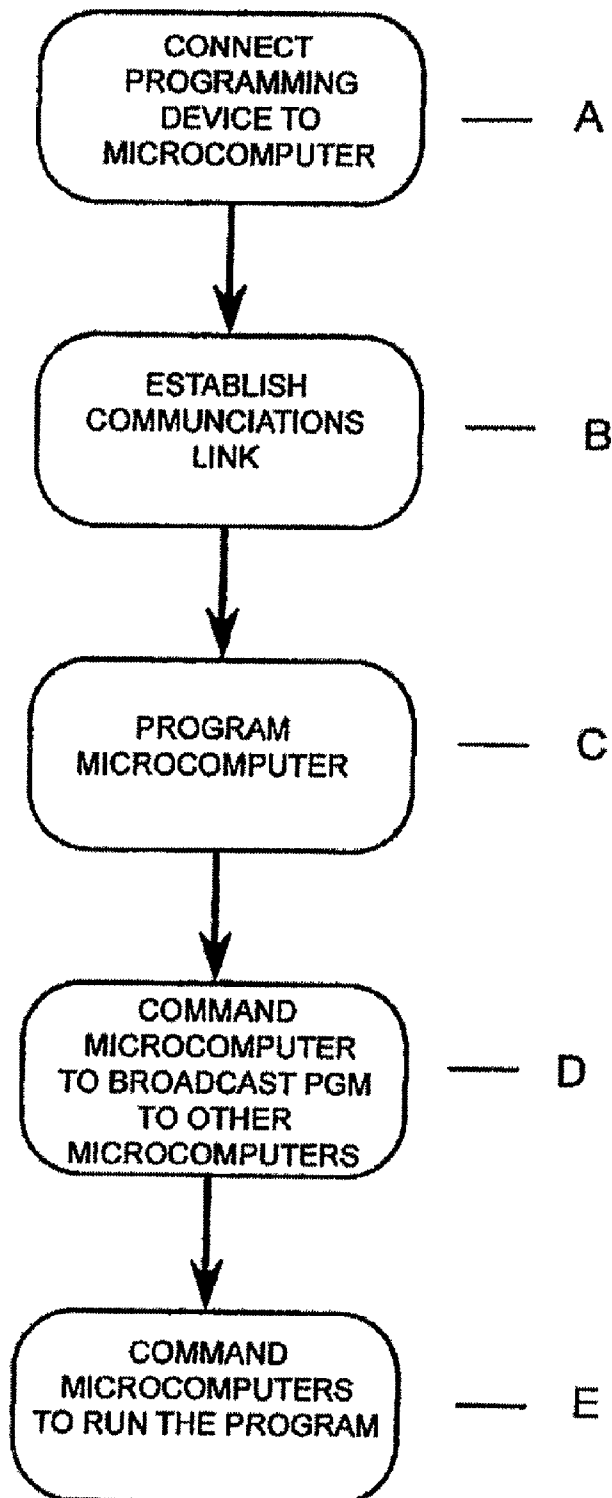 CONNECT
PROGRAMMING
DEVICE TO
MICROCOMPUTER
A
ESTABLISH
COMMUNCIATIONS
LINK
B
PROGRAM
MICROCOMPUTER
C
COMMAND
MICROCOMPUTER
TO BROADCAST PGM
TO OTHER
MICROCOMPUTERS
D
COMMAND
MICROCOMPUTERS
TO RUN THE PROGRAM
E